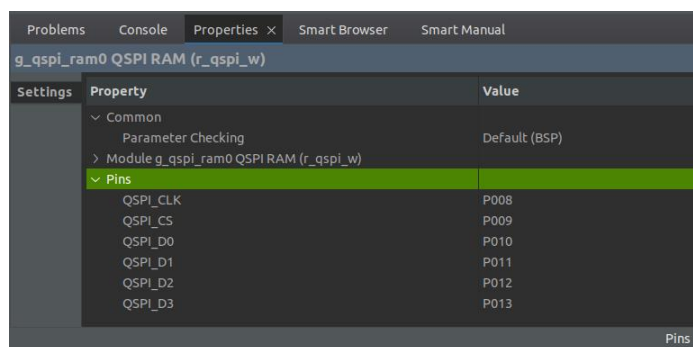 Problems Console Properties × Smart Browser Smart Manual
g_qspi_ram0 QSPI RAM (r_qspi_w)
Settings Property Value
Common
Parameter Checking Default (BSP)
Module g_qspi_ram0 QSPI RAM (r_qspi_w)
Pins
QSPI_CLK P008
QSPI_CS P009
QSPI_D0 P010
QSPI_D1 P011
QSPI_D2 P012
QSPI_D3 P013
Pins